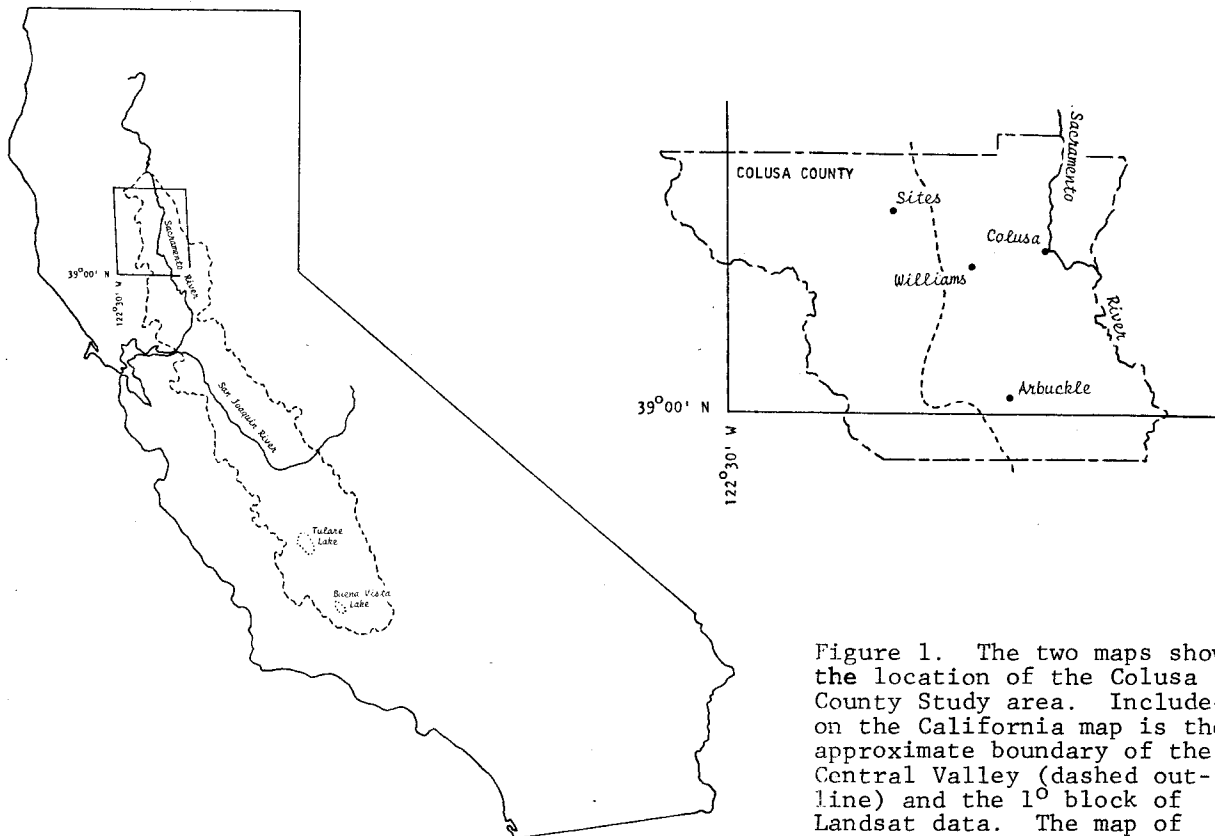 Sacramento River
39°00' N
122°30' W
San Joaquin River
Tulare
Lake
Buena Vista
Lake
COLUSA COUNTY
Sacramento
Sites
Colusa
Williams
River
Arbuckle
39°00' N
122°30' W
Figure 1. The two maps show
the location of the Colusa
County Study area. Include
on the California map is the
approximate boundary of the
Central Valley (dashed out-
line) and the 1° block of
Landsat data. The map of